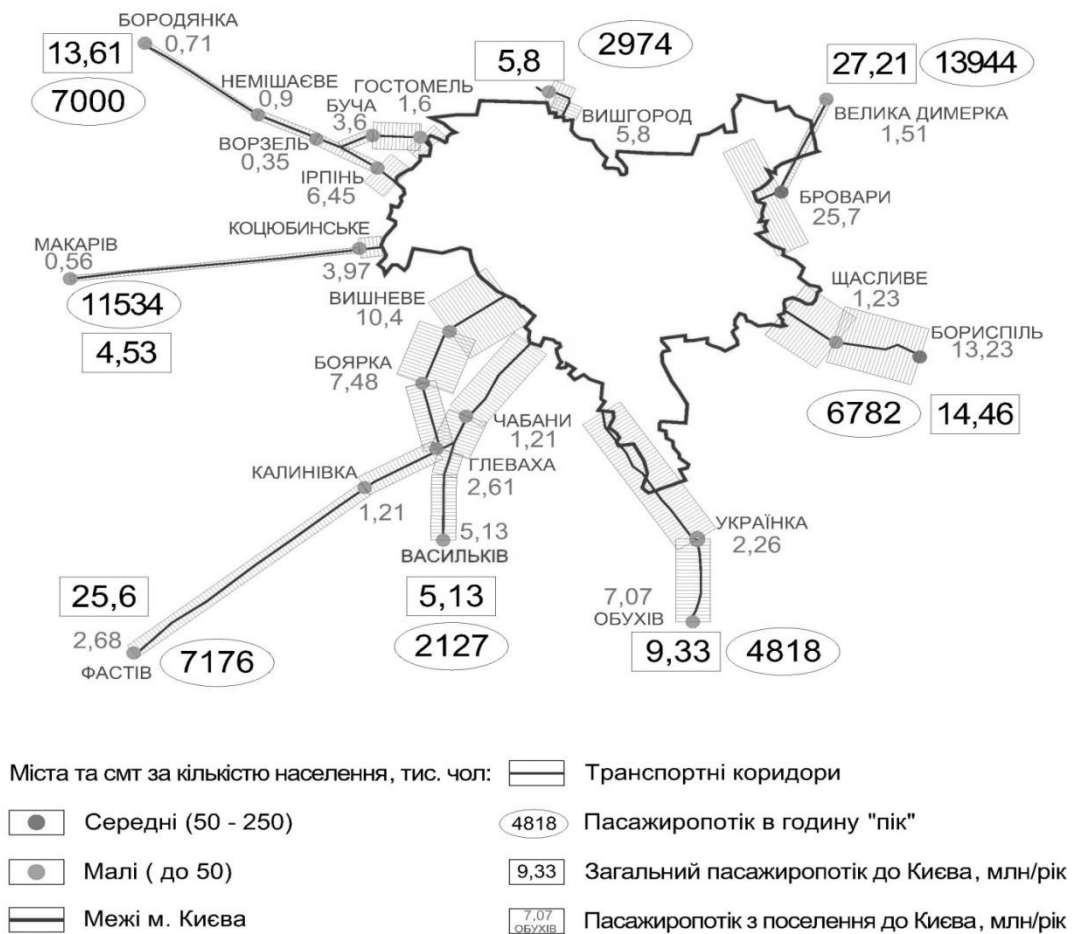 БОРОДЯНКА
0,71
13,61
7000
НЕМІШАЄВЕ
0,9
ГОСТОМЕЛЬ
1,6
БУЧА
3,6
ВОРЗЕЛЬ
0,35
ІРПІНЬ
6,45
5,8
2974
ВИШГОРОД
5,8
27,21
13944
ВЕЛИКА ДИМЕРКА
1,51
БРОВАРИ
25,7
КОЦЮБИНСЬКЕ
3,97
МАКАРІВ
0,56
11534
4,53
ВИШНЕВЕ
10,4
БОЯРКА
7,48
ЩАСЛИВЕ
1,23
БОРИСПІЛЬ
13,23
6782
14,46
ЧАБАНИ
1,21
ГЛЕВАХА
2,61
КАЛИНІВКА
1,21
5,13
ВАСИЛЬКІВ
5,13
2127
УКРАЇНКА
2,26
7,07
ОБУХІВ
9,33
4818
25,6
2,68
ФАСТІВ
7176
Міста та смт за кількістю населення, тис. чол:
Середні (50 - 250)
Малі ( до 50)
Межі м. Києва
Транспортні коридори
4818 Пасажиропотік в годину "пік"
9,33 Загальний пасажиропотік до Києва, млн/рік
7,07
ОБУХІВ
Пасажиропотік з поселення до Києва, млн/рік